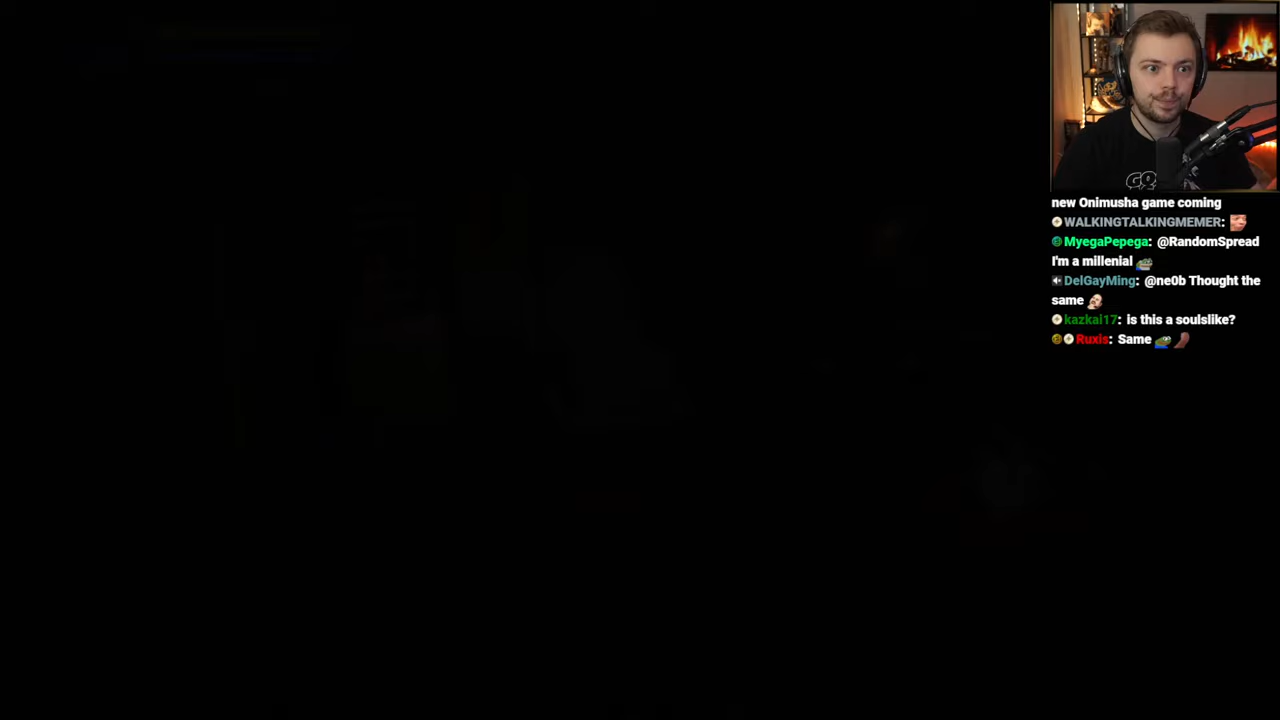 new Onimusha game coming
WALKINGTALKINGMEMER:
MyegaPepega: @RandomSpread
I'm a millenial
DelGayMing: @ne0b Thought the
same
kazkai17: is this a soulslike?
Ruxis: Same